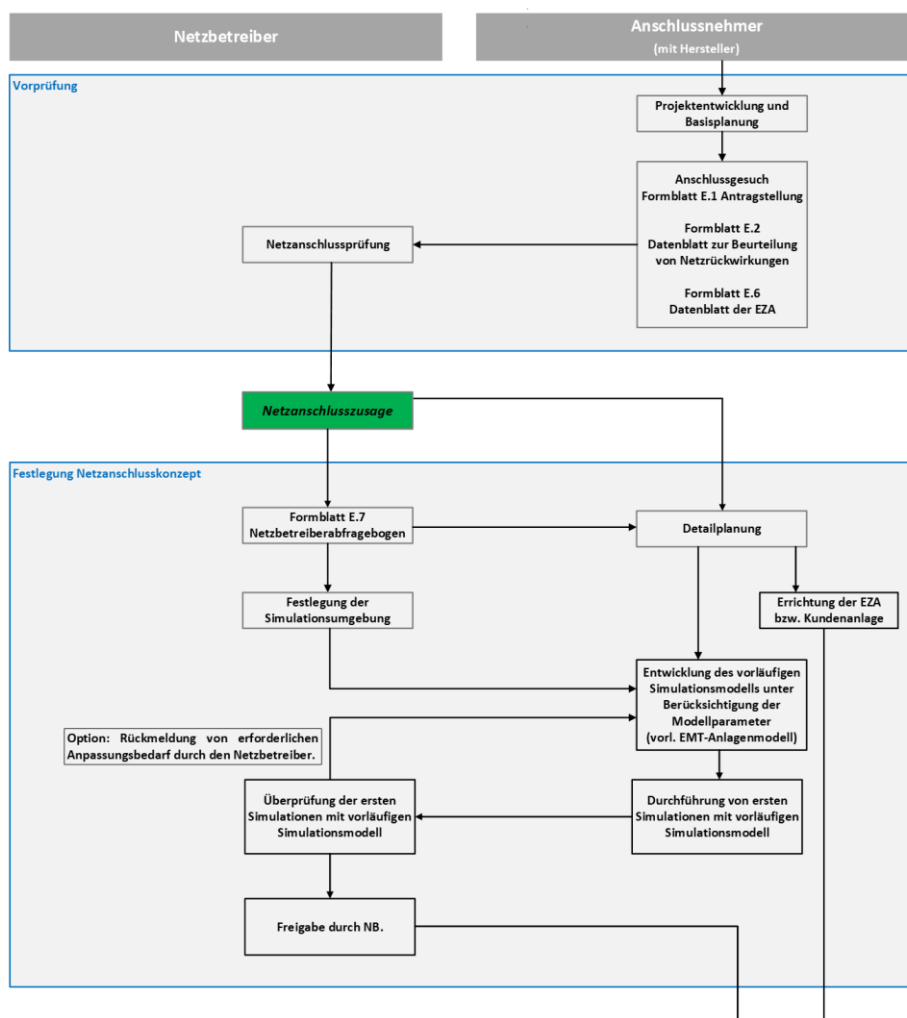 Netzbetreiber
Anschlussnehmer
(mit Hersteller)
Vorprüfung
Projektentwicklung und
Basisplanung
Anschlussgesuch
Formblatt E.1 Antragstellung
Formblatt E.2
Datenblatt zur Beurteilung
von Netzrückwirkungen
Formblatt E.6
Datenblatt der EZA
Netzanschlussprüfung
Netzanschlusszusage
Festlegung Netzanschlusskonzept
Formblatt E.7
Netzbetreiberabfragebogen
Detailplanung
Festlegung der
Simulationsumgebung
Errichtung der EZA
bzw. Kundenanlage
Entwicklung des vorläufigen
Simulationsmodells unter
Berücksichtigung der
Modellparameter
(vorl. EMT-Anlagenmodell)
Option: Rückmeldung von erforderlichen
Anpassungsbedarf durch den Netzbetreiber.
Überprüfung der ersten
Simulationen mit vorläufigen
Simulationsmodell
Durchführung von ersten
Simulationen mit vorläufigen
Simulationsmodell
Freigabe durch NB.